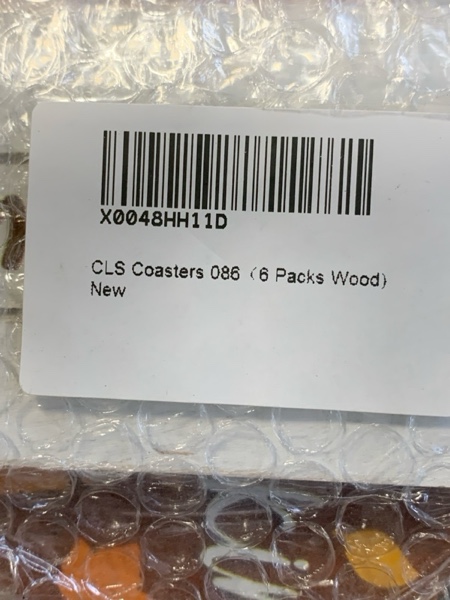 X0048HH11D
CLS Coasters 086（6 Packs Wood）
New